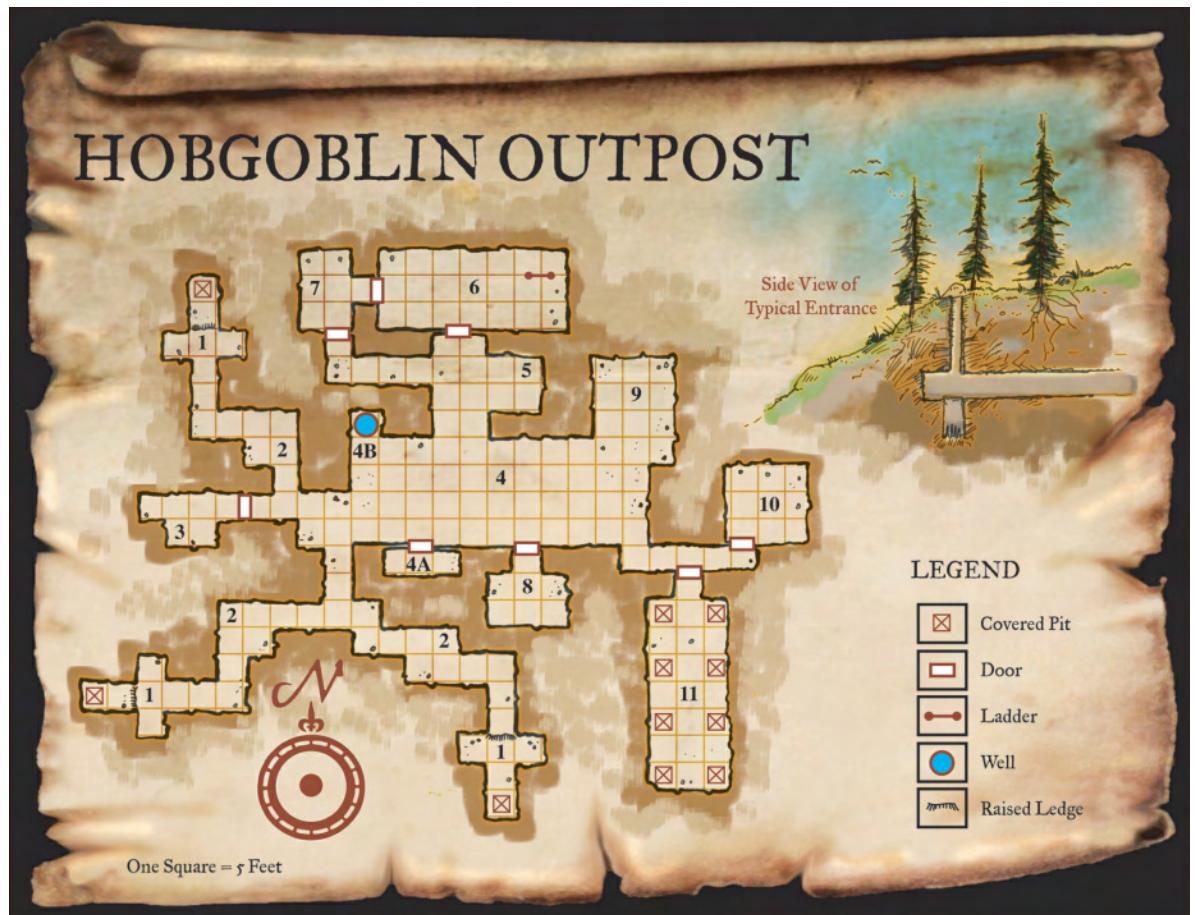 HOBGOBLIN OUTPOST
Side View of
Typical Entrance
7
6
1
5
9
2
4B
4
10
3
4A
8
2
2
1
11
1
N
LEGEND
Covered Pit
Door
Ladder
Well
Raised Ledge
One Square = 5 Feet